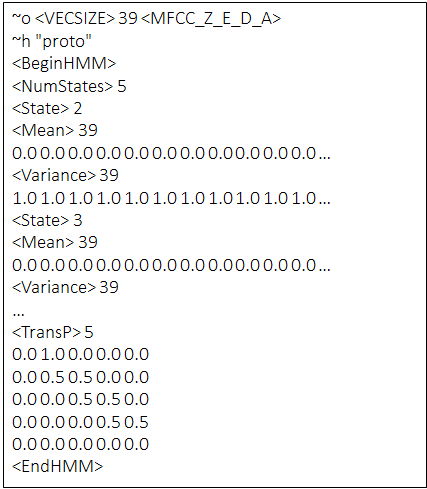 ~o <VECSIZE> 39 <MFCC_Z_E_D_A>
~h "proto"
<BeginHMM>
<NumStates> 5
<State> 2
<Mean> 39
0.0 0.0 0.0 0.0 0.0 0.0 0.0 0.0 0.0 0.0 0.0 ...
<Variance> 39
1.0 1.0 1.0 1.0 1.0 1.0 1.0 1.0 1.0 1.0 1.0 ...
<State> 3
<Mean> 39
0.0 0.0 0.0 0.0 0.0 0.0 0.0 0.0 0.0 0.0 0.0 ...
<Variance> 39
...
<TransP> 5
0.0 1.0 0.0 0.0 0.0
0.0 0.5 0.5 0.0 0.0
0.0 0.0 0.5 0.5 0.0
0.0 0.0 0.0 0.5 0.5
0.0 0.0 0.0 0.0 0.0
<EndHMM>